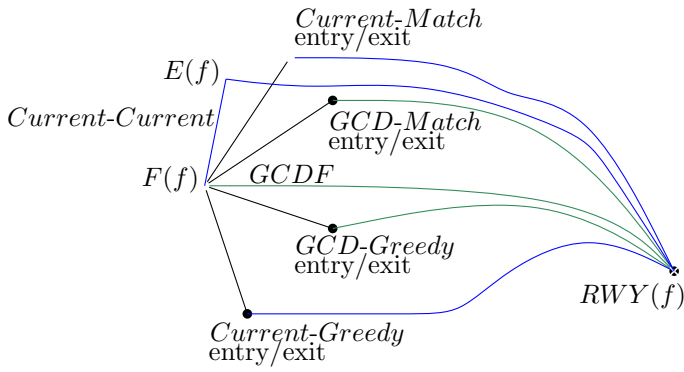 Current-Match
entry/exit
E(f)
Current-Current
GCD-Match
entry/exit
F(f)
GCDF
GCD-Greedy
entry/exit
RWY(f)
Current-Greedy
entry/exit